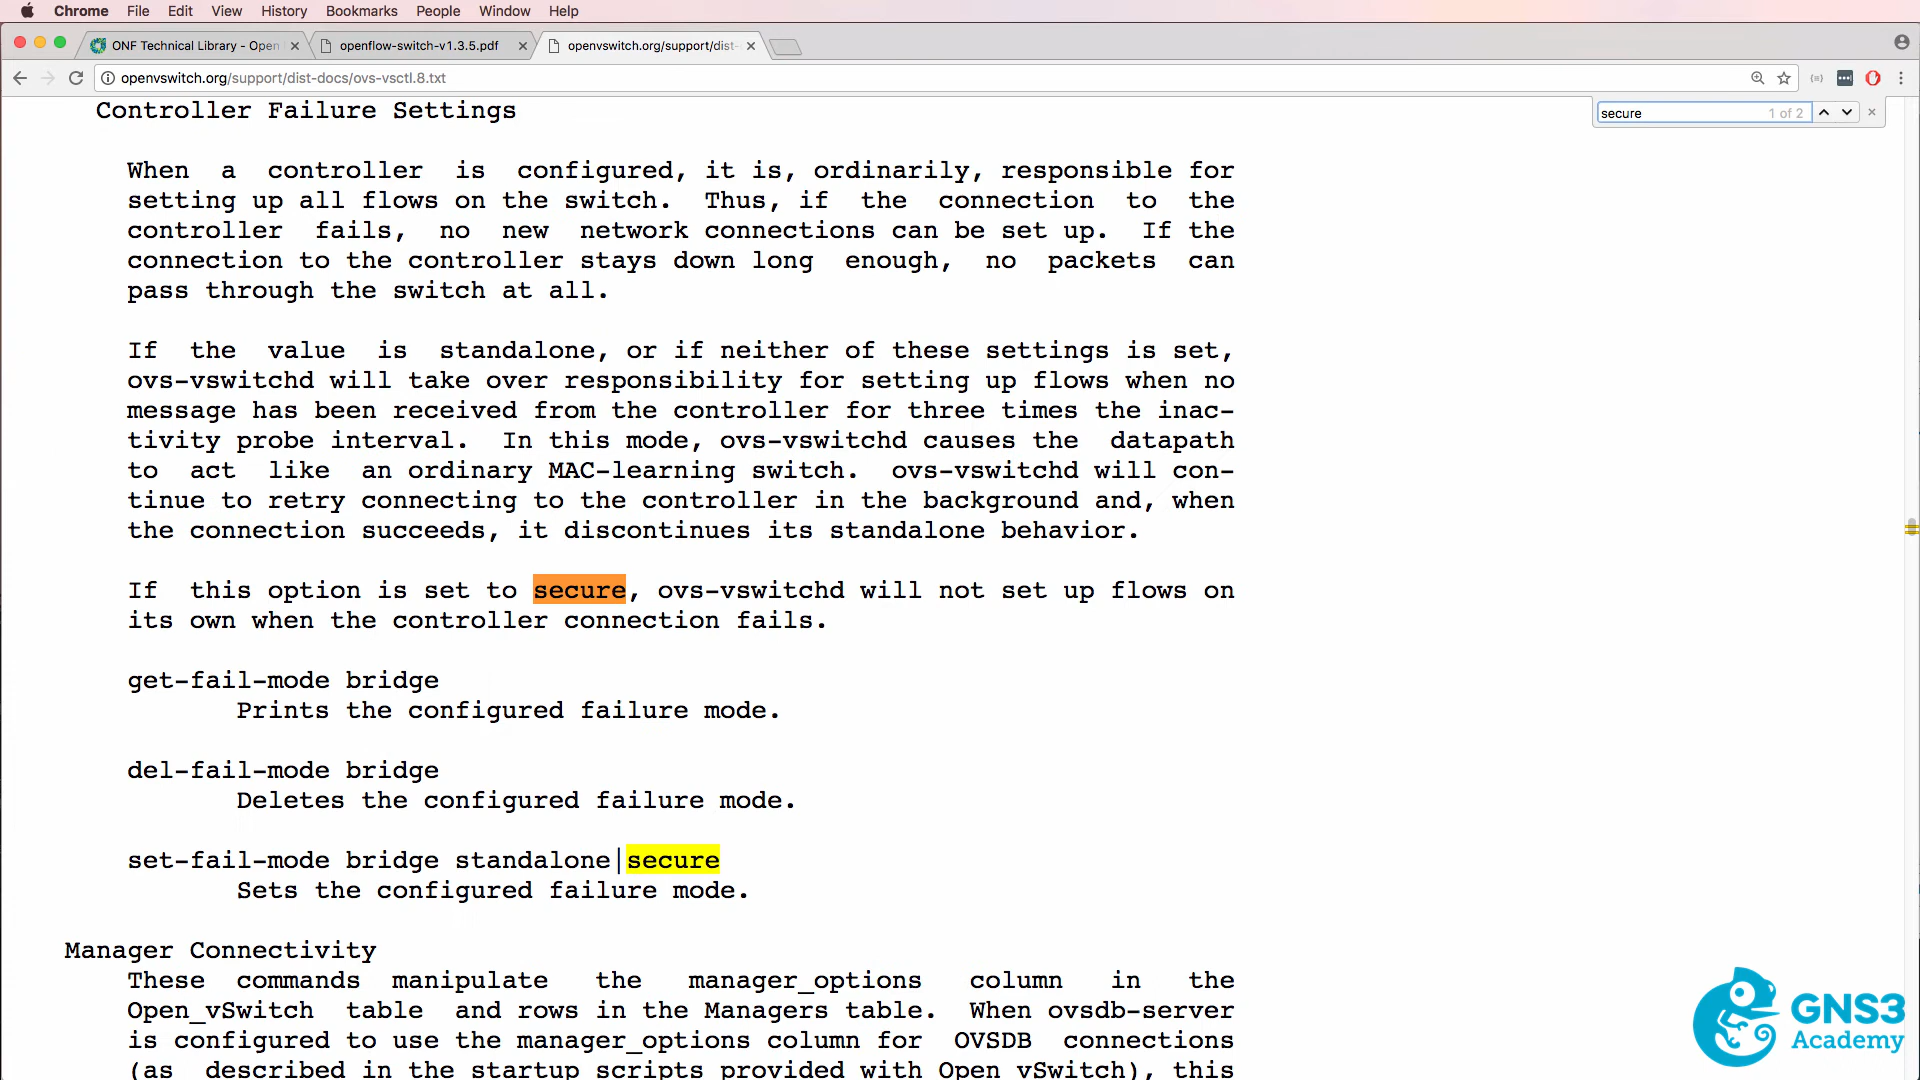 Chrome File Edit View History Bookmarks People Window Help
ONF Technical Library - Open openflow-switch-v1.3.5.pdf openvswitch.org/support/dist-
openvswitch.org/support/dist-docs/ovs-vsctl.8.txt
secure 1 of 2
Controller Failure Settings
When a controller is configured, it is, ordinarily, responsible for
setting up all flows on the switch. Thus, if the connection to the
controller fails, no new network connections can be set up. If the
connection to the controller stays down long enough, no packets can
pass through the switch at all.
If the value is standalone, or if neither of these settings is set,
ovs-vswitchd will take over responsibility for setting up flows when no
message has been received from the controller for three times the inac-
tivity probe interval. In this mode, ovs-vswitchd causes the datapath
to act like an ordinary MAC-learning switch. ovs-vswitchd will con-
tinue to retry connecting to the controller in the background and, when
the connection succeeds, it discontinues its standalone behavior.
If this option is set to secure, ovs-vswitchd will not set up flows on
its own when the controller connection fails.
get-fail-mode bridge
Prints the configured failure mode.
del-fail-mode bridge
Deletes the configured failure mode.
set-fail-mode bridge standalone|secure
Sets the configured failure mode.
Manager Connectivity
These commands manipulate the manager_options column in the
Open_vSwitch table and rows in the Managers table. When ovsdb-server
is configured to use the manager_options column for OVSDB connections
(as described in the startup scripts provided with Open vSwitch), this
GNS3
Academy